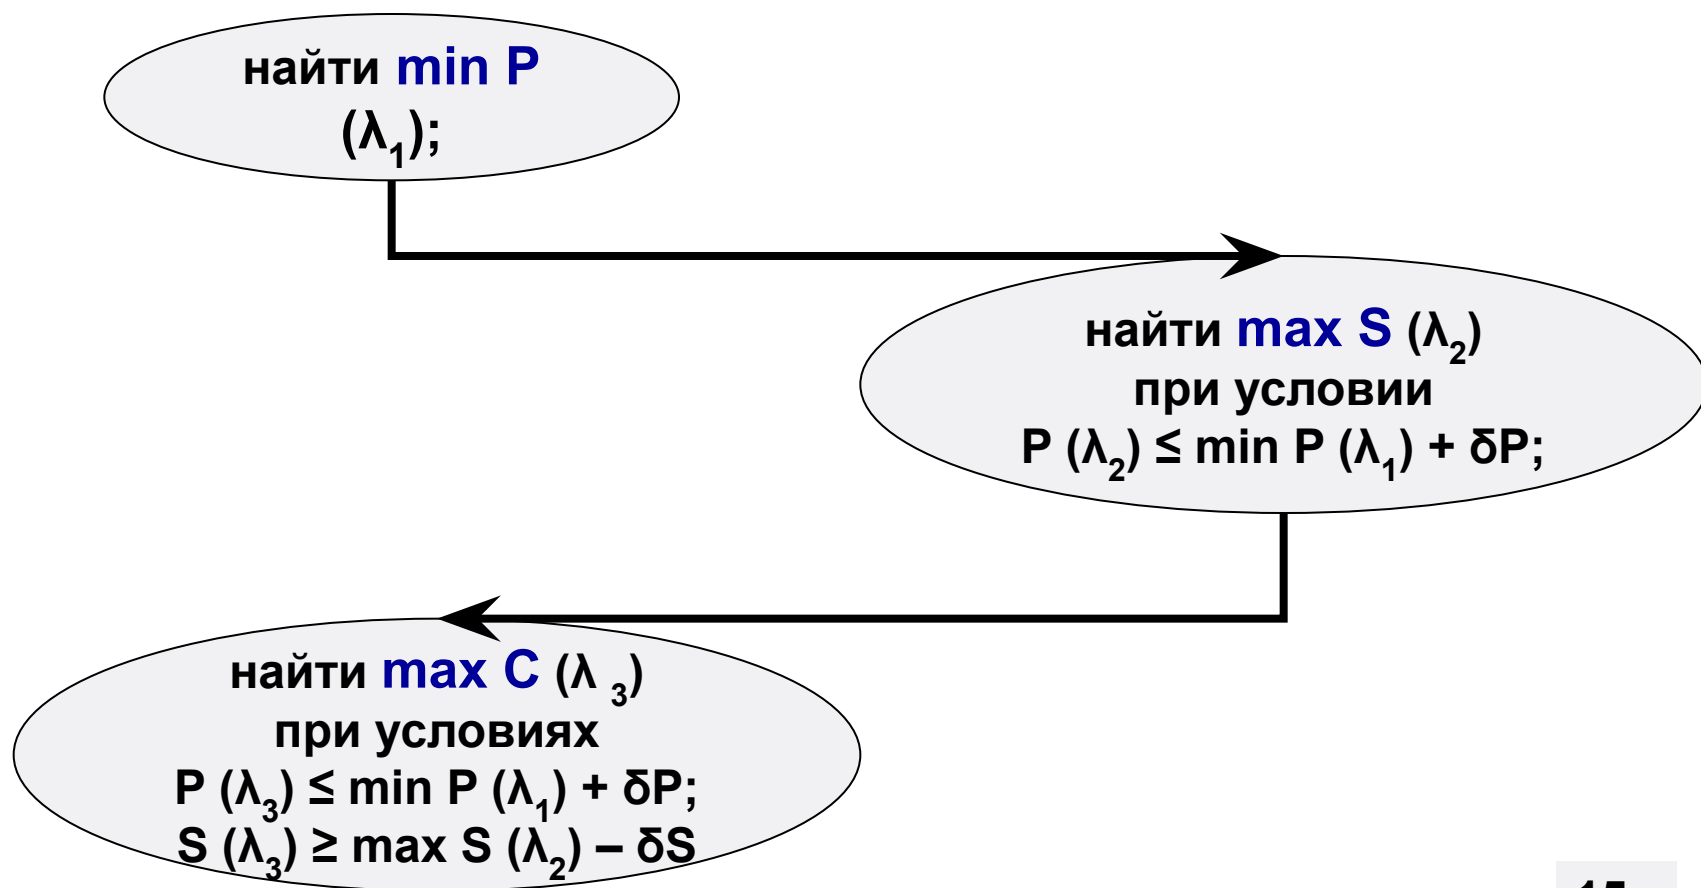 найти min P
(λ₁);
найти max S (λ₂)
при условии
P (λ₂) ≤ min P (λ₁) + δP;
найти max C (λ ₃)
при условиях
P (λ₃) ≤ min P (λ₁) + δP;
S (λ₃) ≥ max S (λ₂) – δS